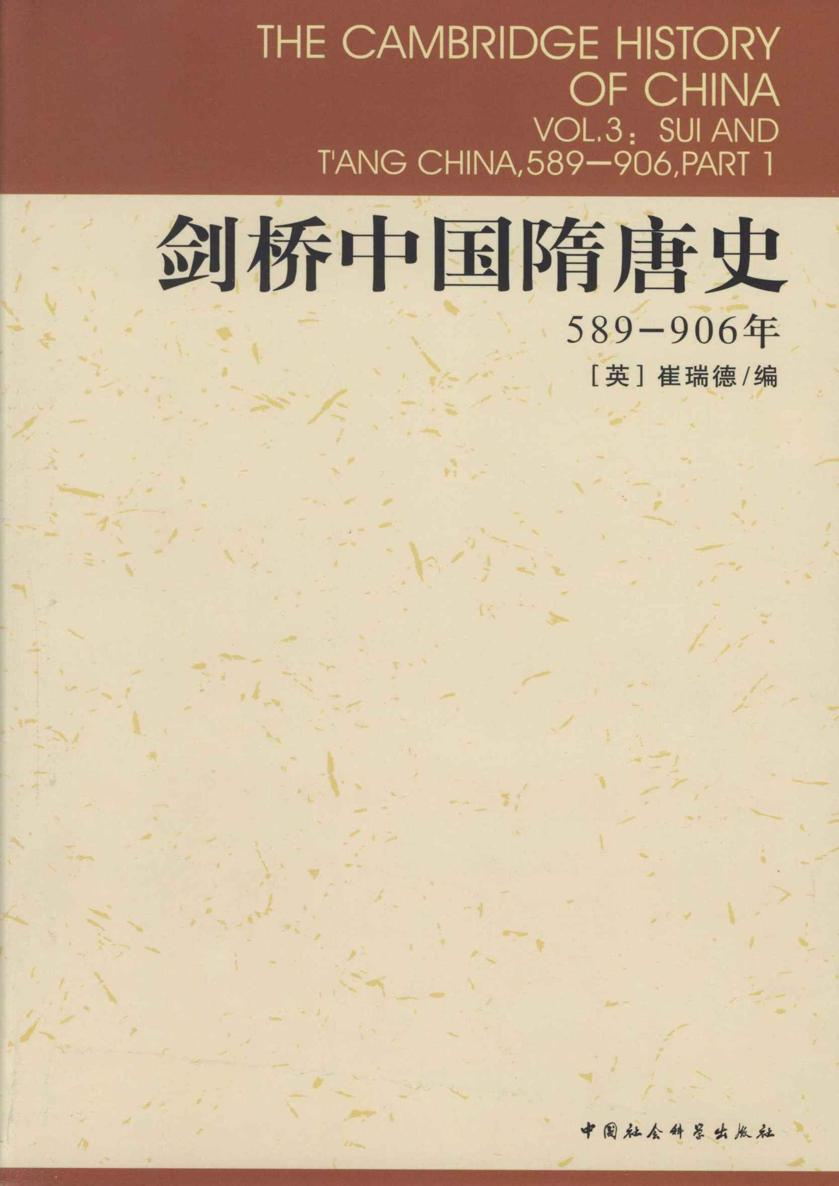 THE CAMBRIDGE HISTORY
OF CHINA
VOL.3：SUI AND
T'ANG CHINA,589—906,PART 1
剑桥中国隋唐史
589－906年
［英］崔瑞德/编
中国社会科学出版社